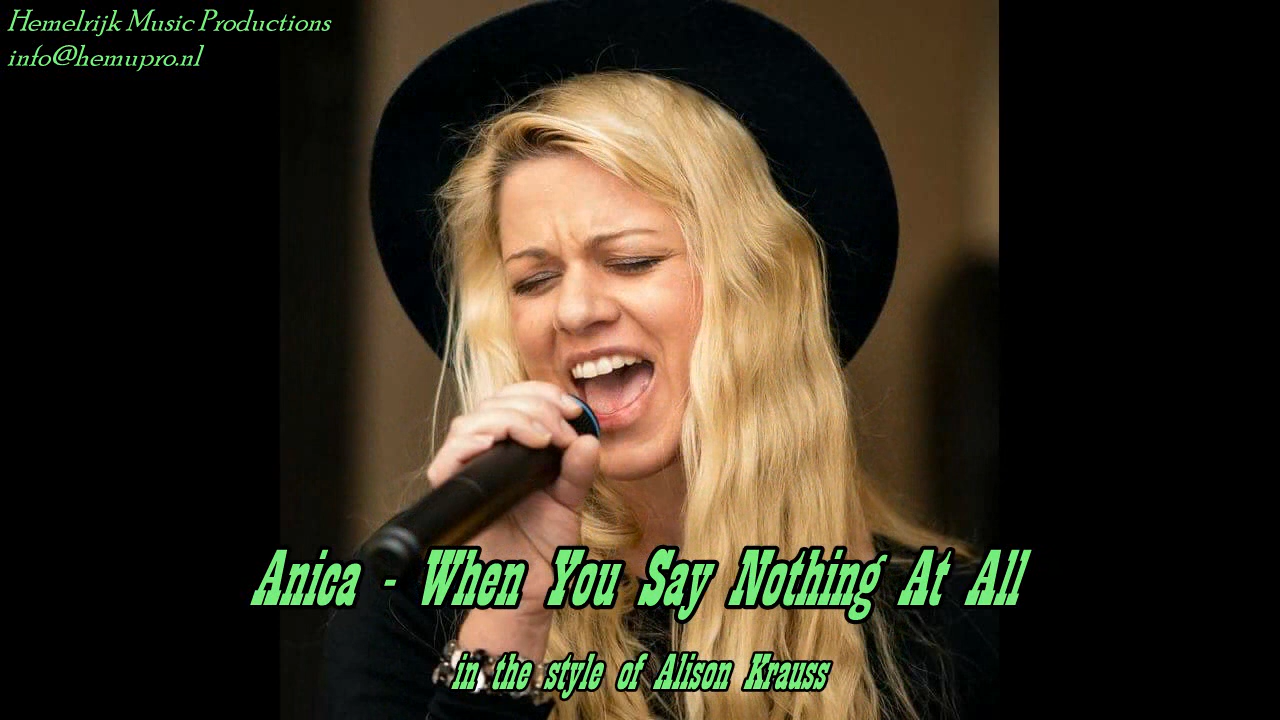 Hemelrijk Music Productions
info@hemupro.nl
Anica - When You Say Nothing At All
in the style of Alison Krauss